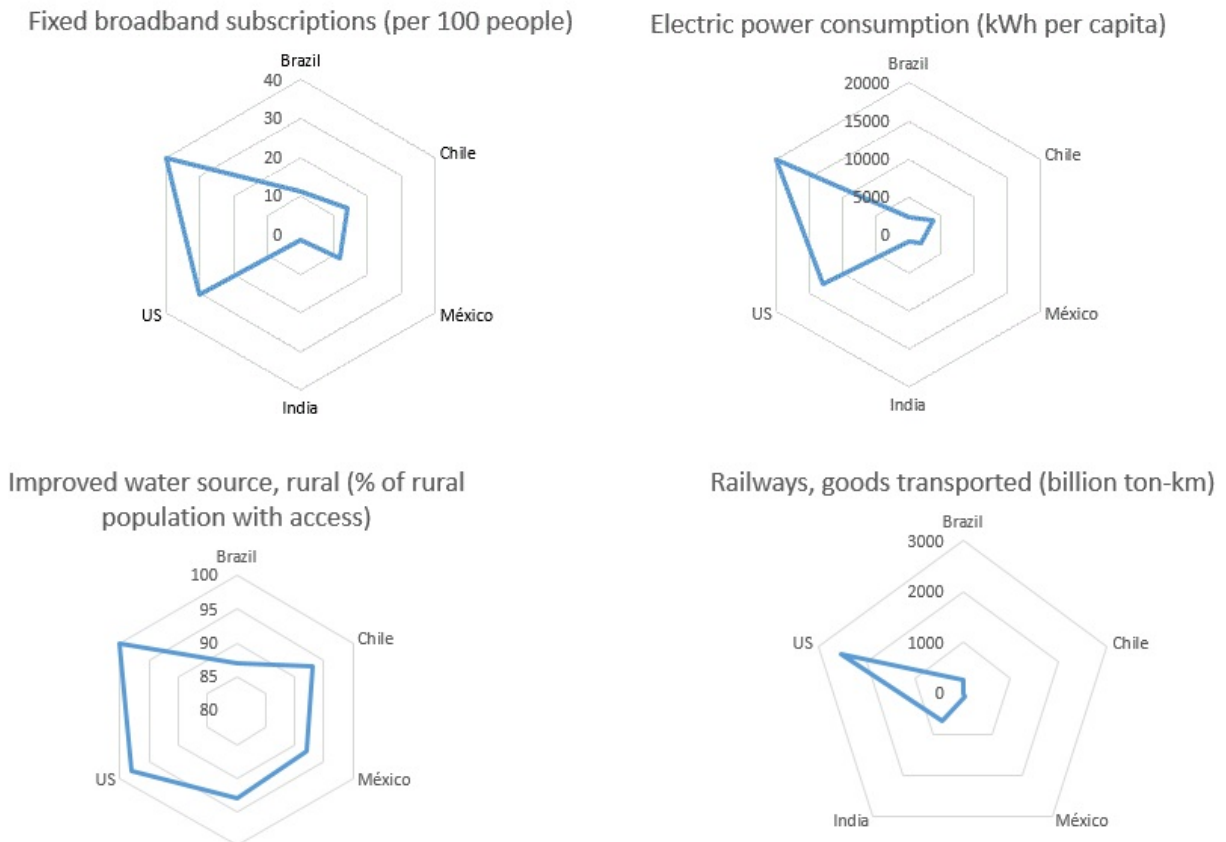 Fixed broadband subscriptions (per 100 people)
Brazil
40
30
20
10
0
Chile
México
India
US
Electric power consumption (kWh per capita)
Brazil
20000
15000
10000
5000
0
Chile
México
India
US
Improved water source, rural (% of rural
population with access)
Brazil
100
95
90
85
80
Chile
México
US
Railways, goods transported (billion ton-km)
Brazil
3000
2000
1000
0
Chile
México
India
US